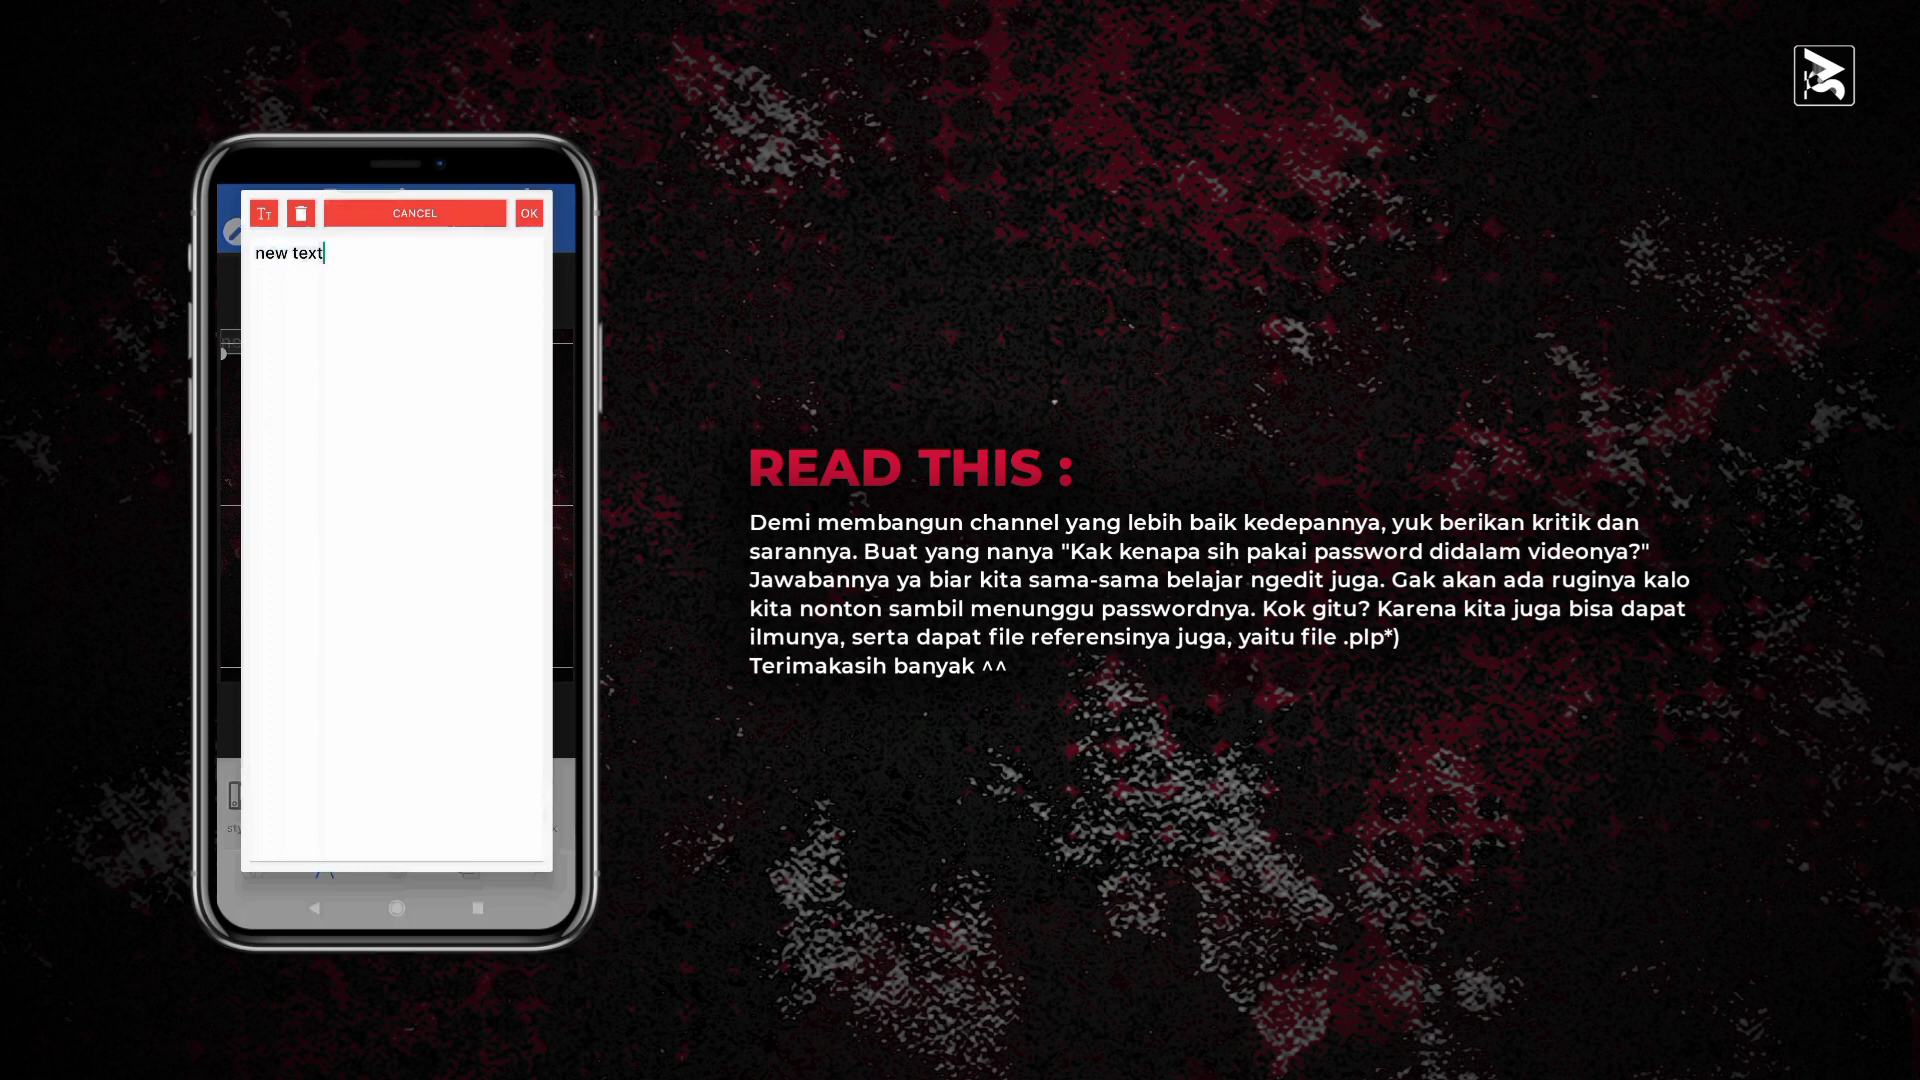 Tт
CANCEL
OK
new text
READ THIS :
Demi membangun channel yang lebih baik kedepannya, yuk berikan kritik dan
sarannya. Buat yang nanya "Kak kenapa sih pakai password didalam videonya?"
Jawabannya ya biar kita sama-sama belajar ngedit juga. Gak akan ada ruginya kalo
kita nonton sambil menunggu passwordnya. Kok gitu? Karena kita juga bisa dapat
ilmunya, serta dapat file referensinya juga, yaitu file .plp*)
Terimakasih banyak ^^